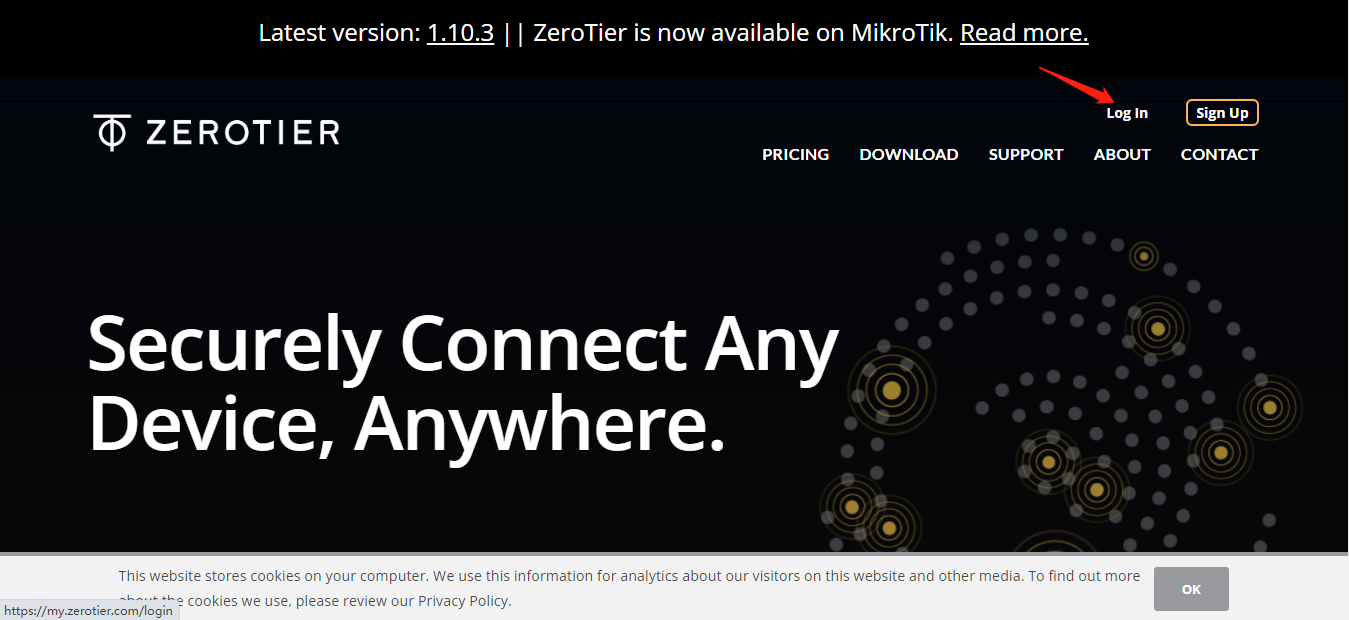 Latest version: 1.10.3 || ZeroTier is now available on MikroTik. Read more.
Log In
Sign Up
ZEROTIER
PRICING
DOWNLOAD
SUPPORT
ABOUT
CONTACT
Securely Connect Any
Device, Anywhere.
This website stores cookies on your computer. We use this information for analytics about our visitors on this website and other media. To find out more
the cookies we use, please review our Privacy Policy.
OK
https://my.zerotier.com/login